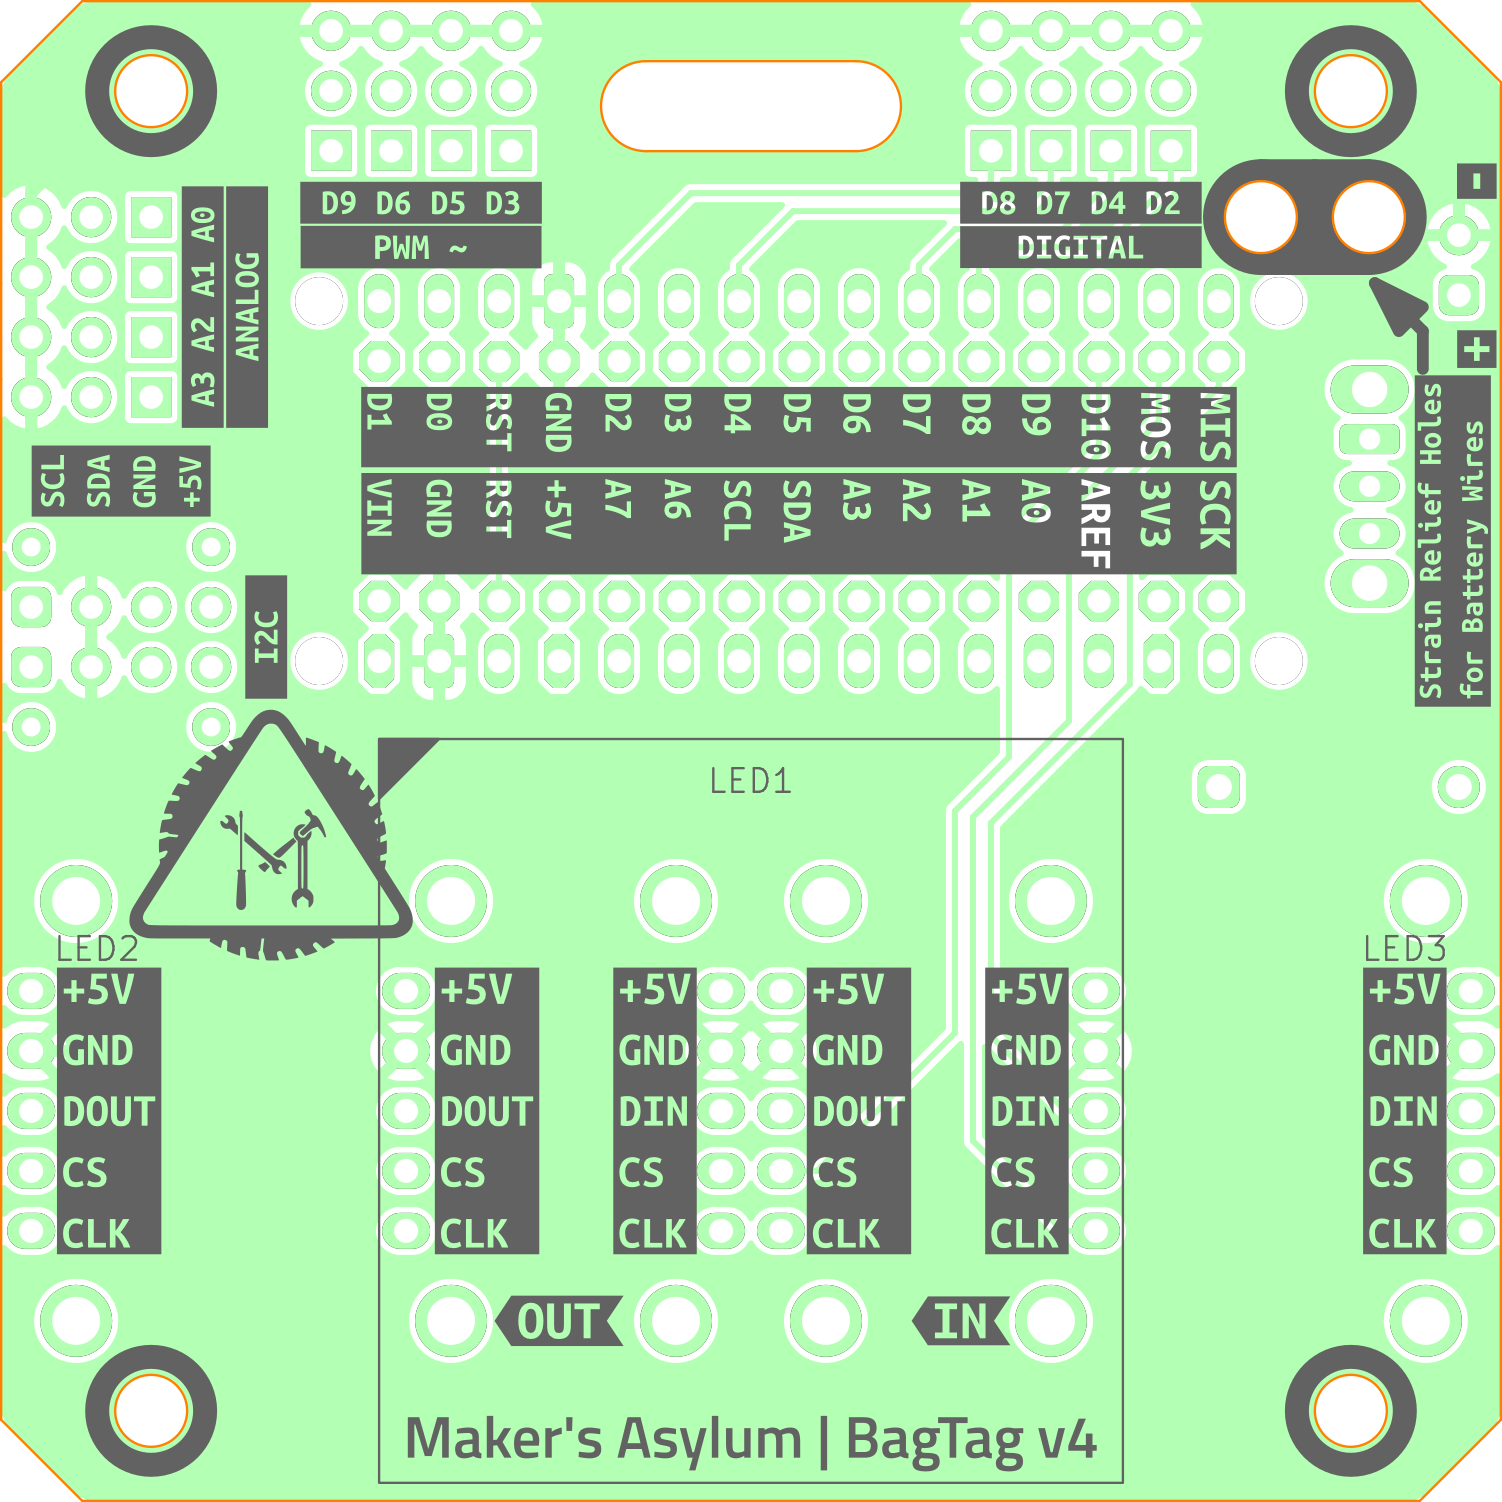 D9 D6 D5 D3
PWM ~
D8 D7 D4 D2
DIGITAL
-
+
A3 A2 A1 A0
ANALOG
SCL
SDA
GND
+5V
I2C
D1
D0
RST
GND
D2
D3
D4
D5
D6
D7
D8
D9
D10
MOS
MIS
VIN
GND
RST
+5V
A7
A6
SCL
SDA
A3
A2
A1
A0
AREF
3V3
SCK
Strain Relief Holes
for Battery Wires
LED1
LED2
+5V
GND
DOUT
CS
CLK
+5V
GND
DOUT
CS
CLK
+5V
GND
DIN
CS
CLK
+5V
GND
DOUT
CS
CLK
+5V
GND
DIN
CS
CLK
LED3
+5V
GND
DIN
CS
CLK
OUT
IN
Maker's Asylum | BagTag v4